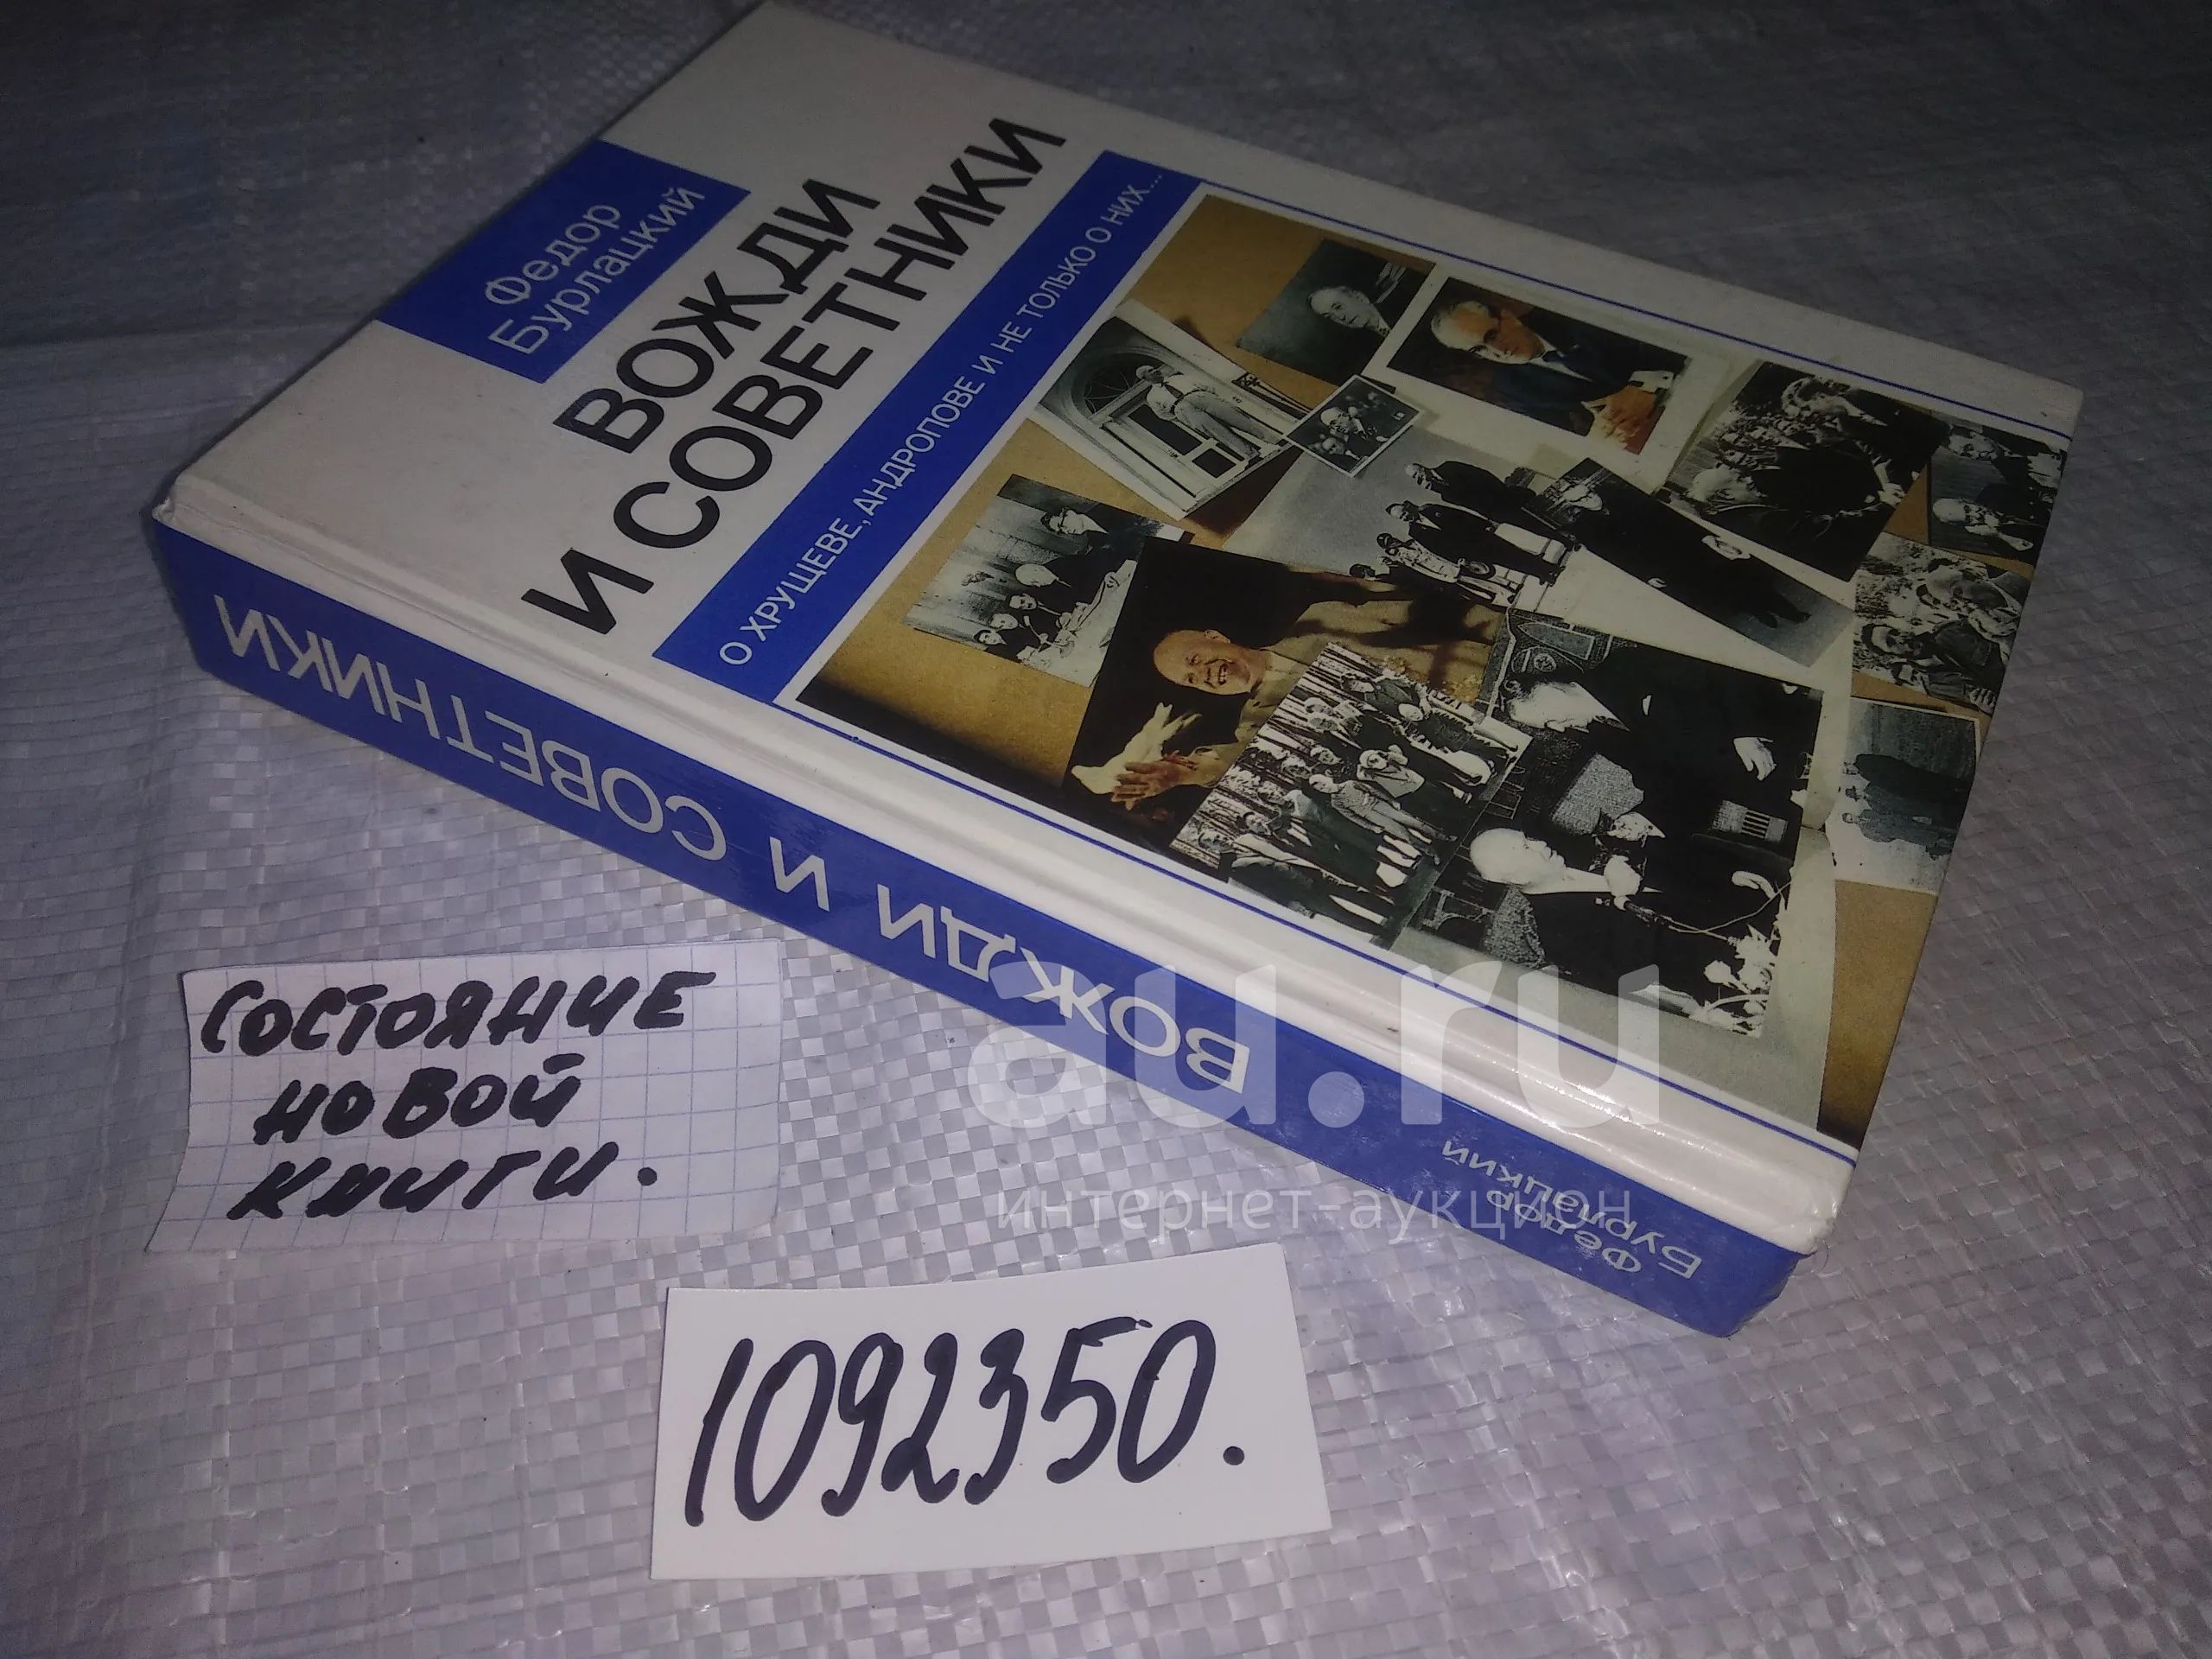 Федор
Бурлацкий
ВОЖДИ
И СОВЕТНИКИ
О ХРУЩЕВЕ, АНДРОПОВЕ И НЕ ТОЛЬКО О НИХ...
ВОЖДИ И СОВЕТНИКИ
Федор
Бурлацкий
au.ru
интернет-аукцион
СОСТОЯНИЕ
НОВОЙ
КНИГИ.
1092350.